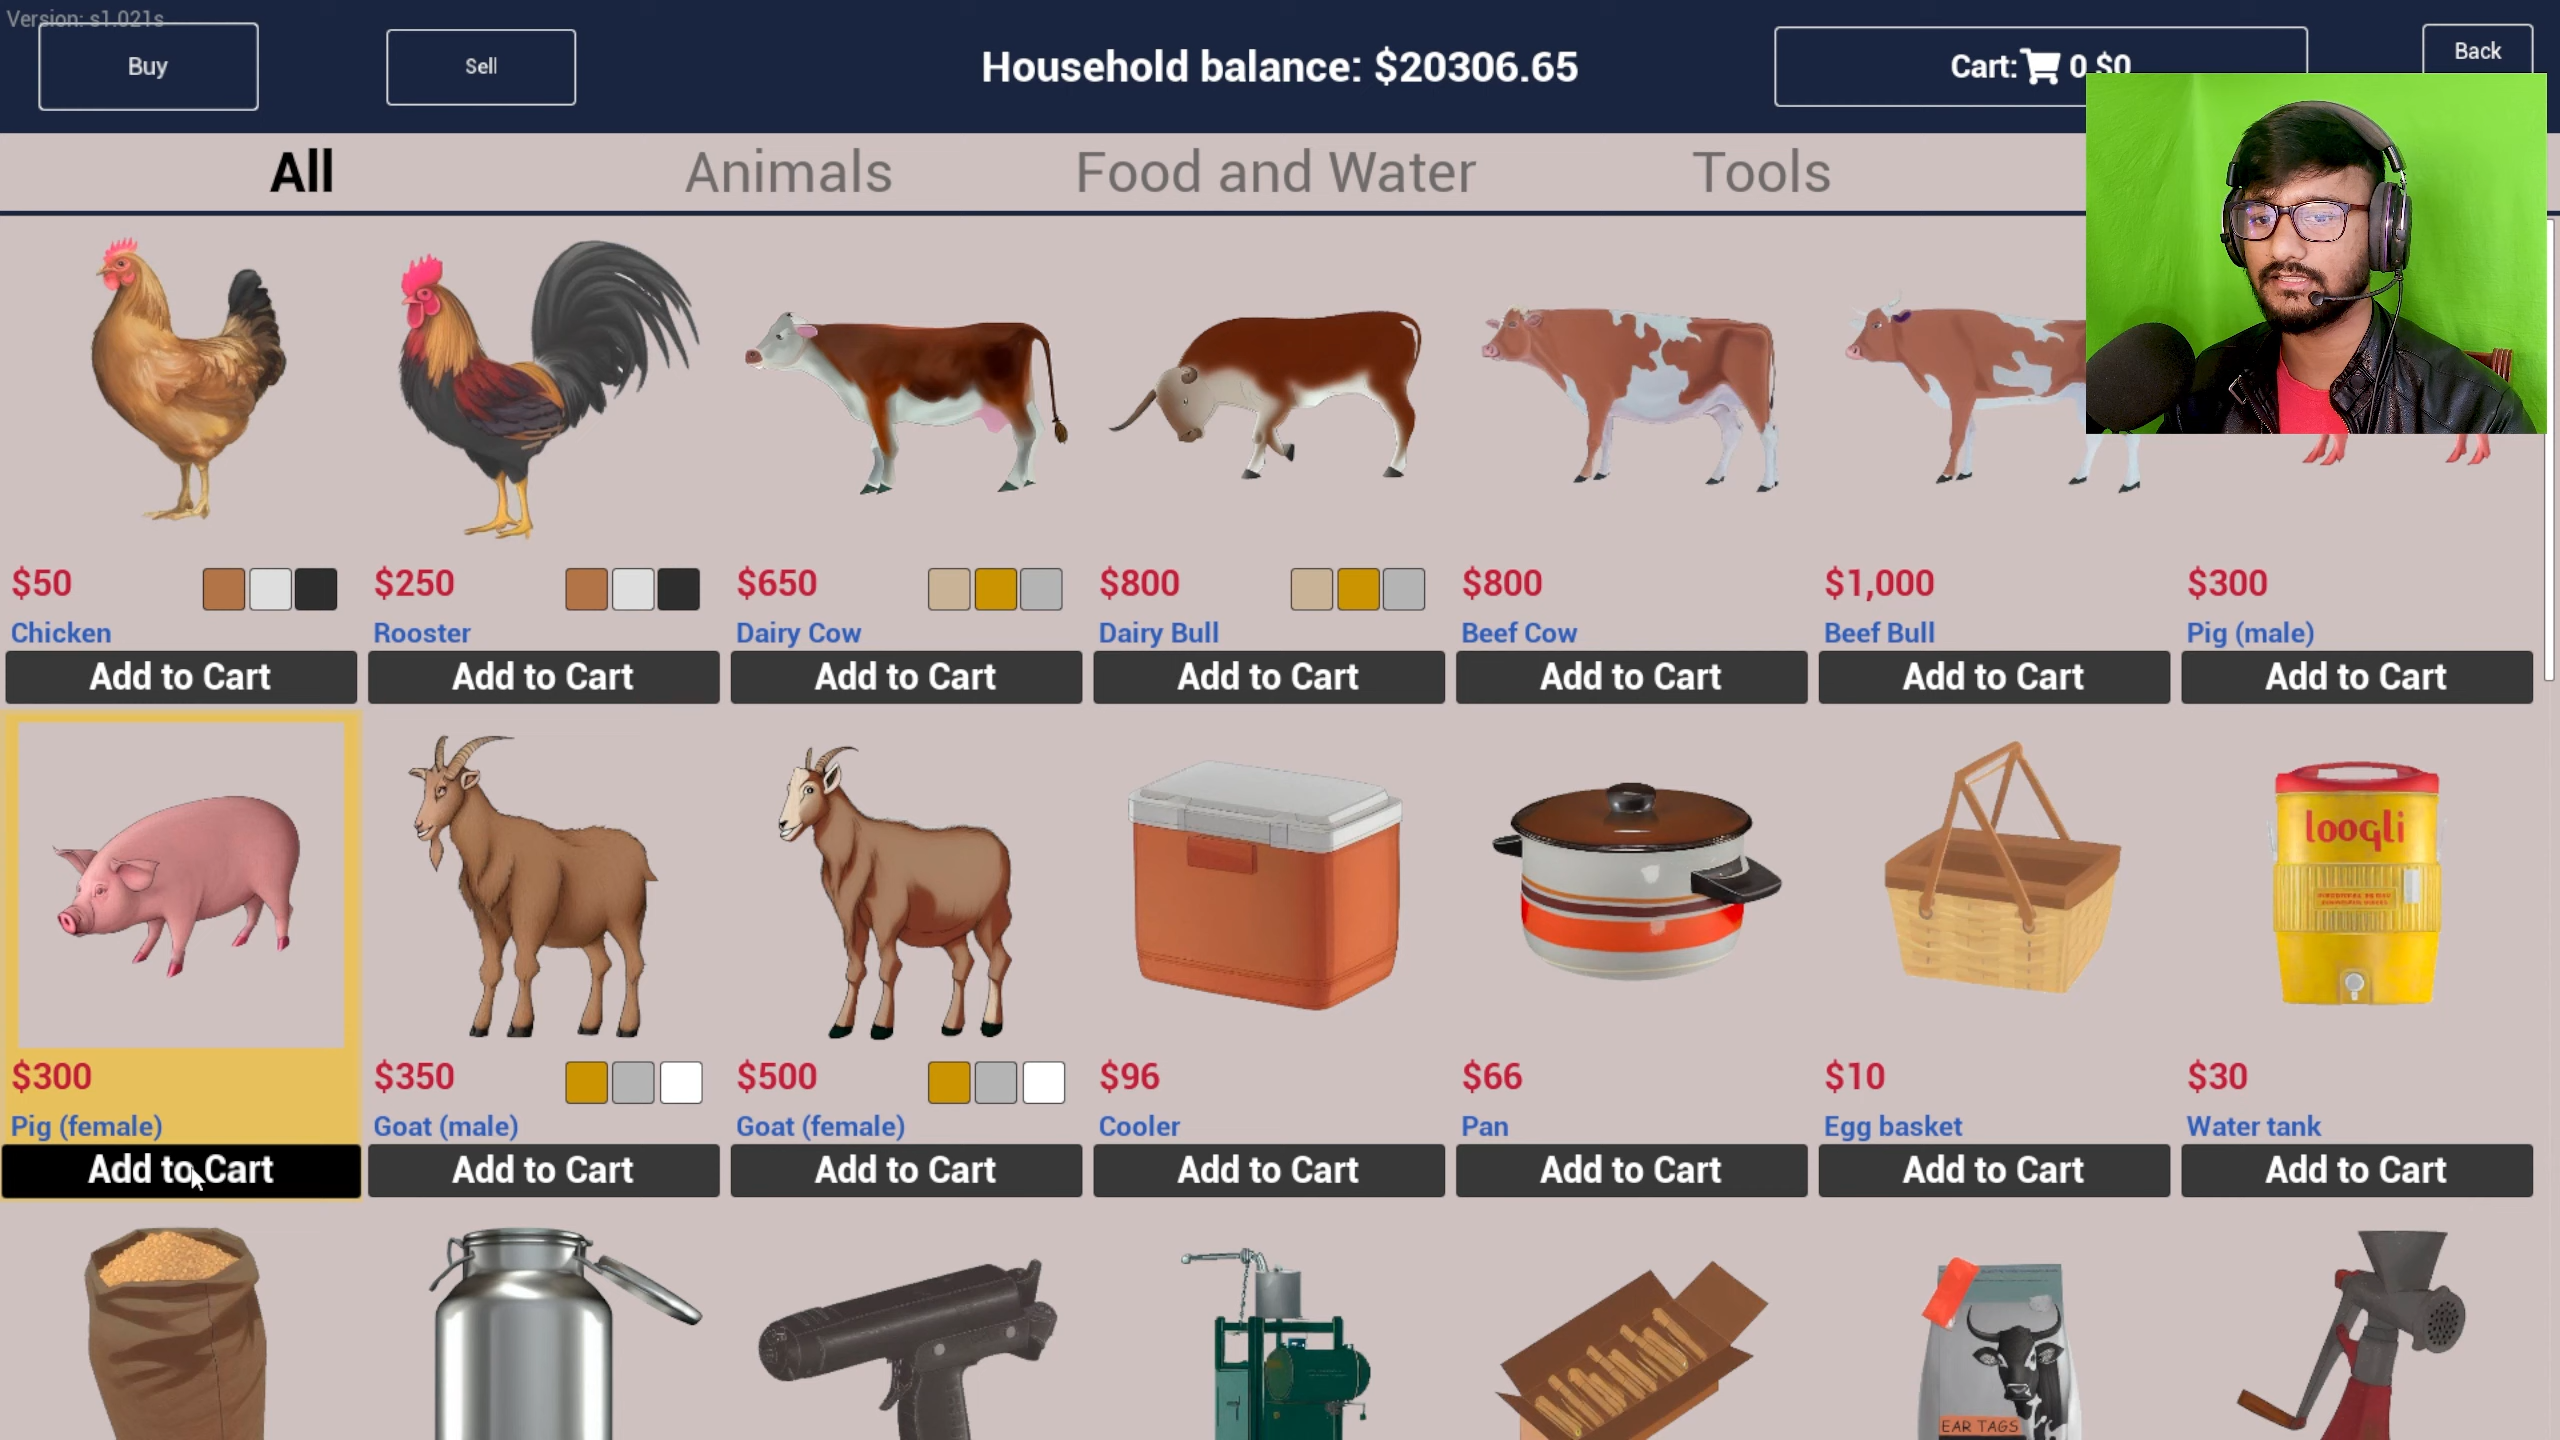 Version: s1.021s
Buy
Sell
Household balance: $20306.65
Cart: 0 $0
Back
All
Animals
Food and Water
Tools
$50
Chicken
Add to Cart
$250
Rooster
Add to Cart
$650
Dairy Cow
Add to Cart
$800
Dairy Bull
Add to Cart
$800
Beef Cow
Add to Cart
$1,000
Beef Bull
Add to Cart
$300
Pig (male)
Add to Cart
$300
Pig (female)
Add to Cart
$350
Goat (male)
Add to Cart
$500
Goat (female)
Add to Cart
$96
Cooler
Add to Cart
$66
Pan
Add to Cart
$10
Egg basket
Add to Cart
loogli
$30
Water tank
Add to Cart
EAR TAGS